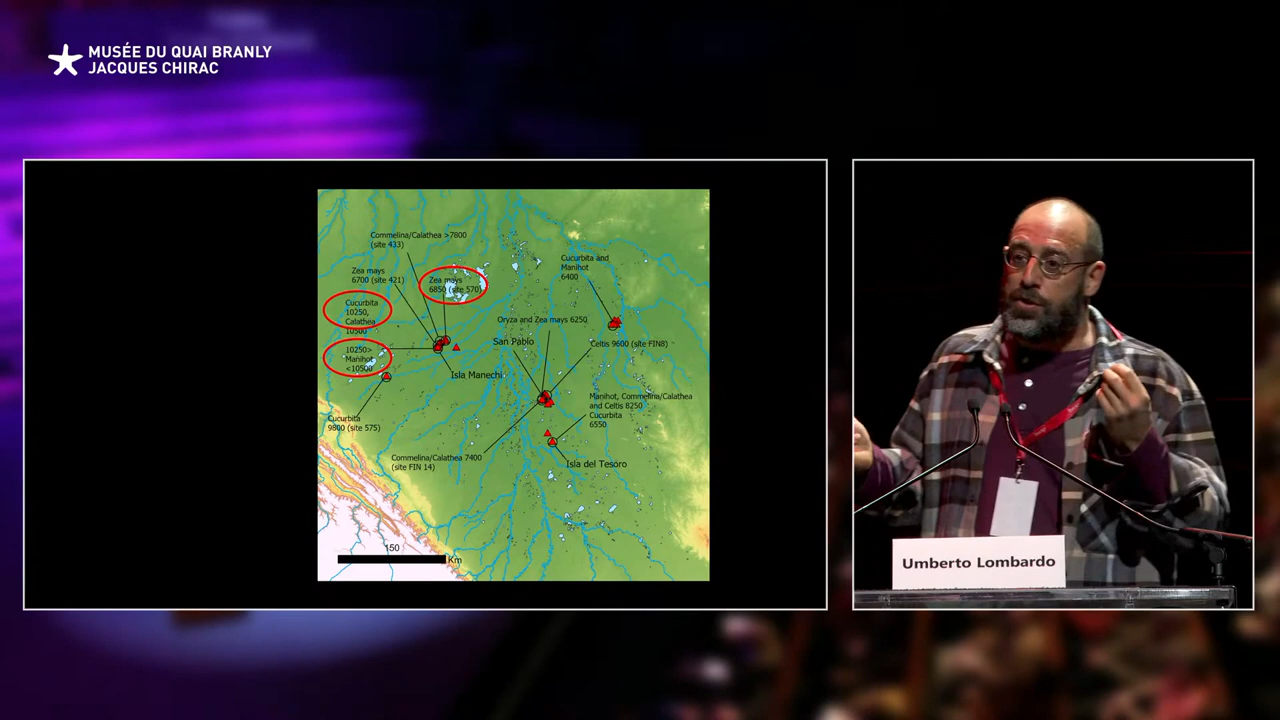 MUSÉE DU QUAI BRANLY
JACQUES CHIRAC
Commelina/Calathea >7800
(site 433)
Zea mays
6700 (site 421)
Zea mays
6850 (site 570)
Cucurbita
10250,
Calathea
10500
10250>
Manihot
<10500
Cucurbita
9800 (site 575)
Isla Manechi
Oryza and Zea mays 6250
San Pablo
Cucurbita and
Manihot
6400
Celtis 9600 (site FIN8)
Manihot, Commelina/Calathea
and Celtis 8250
Cucurbita
6550
Commelina/Calathea 7400
(site FIN 14)
Isla del Tesoro
150
Km
Umberto Lombardo